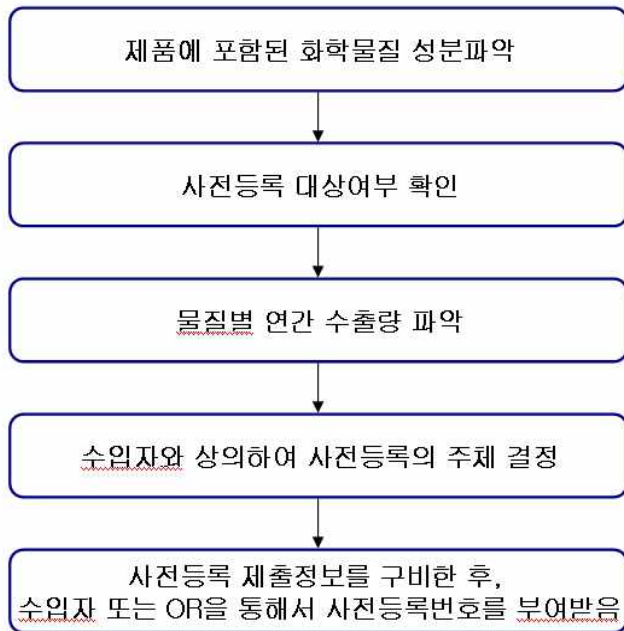 제품에 포함된 화학물질 성분파악
사전등록 대상여부 확인
물질별 연간 수출량 파악
수입자와 상의하여 사전등록의 주체 결정
사전등록 제출정보를 구비한 후,
수입자 또는 OR을 통해서 사전등록번호를 부여받음